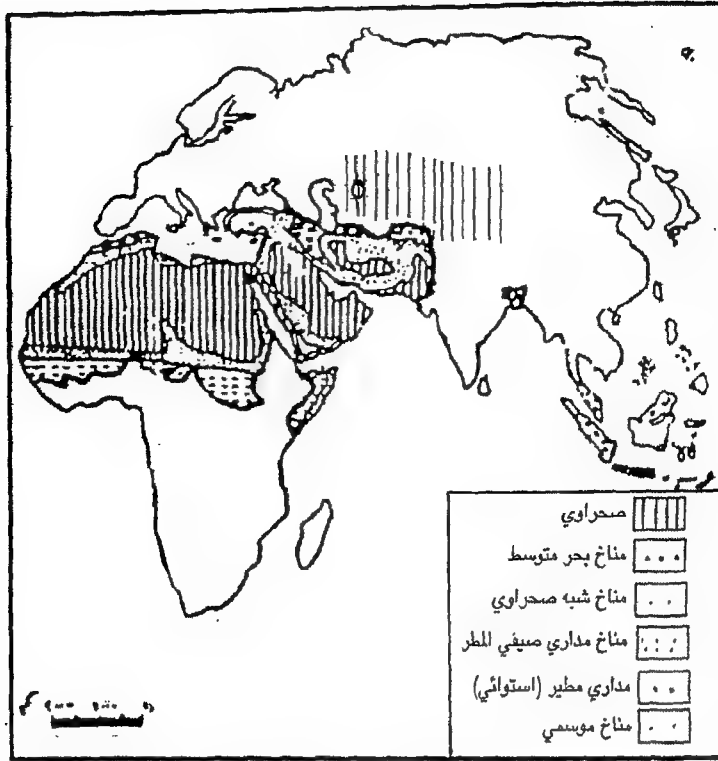 صحراوي
مناخ بحر متوسط
مناخ شبه صحراوي
مناخ مداري صيفي المطر
مداري مطير (استوائي)
مناخ موسمي